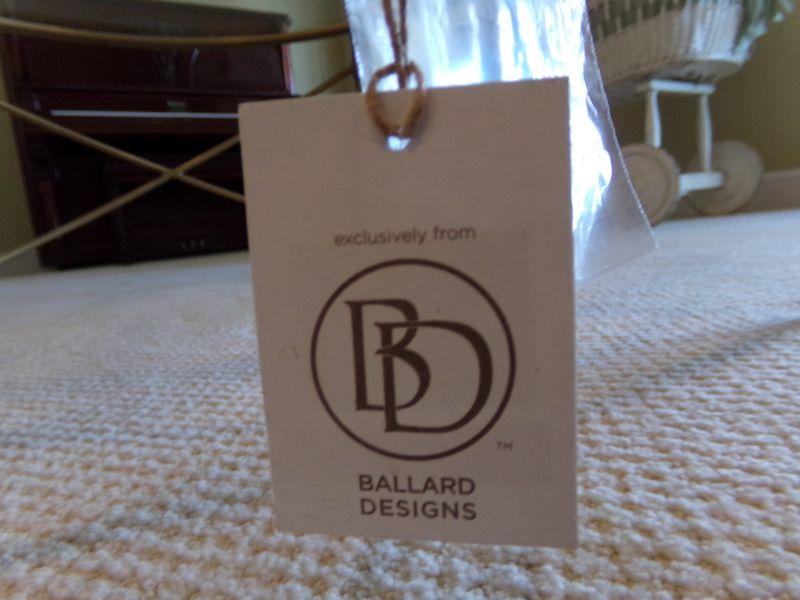 exclusively from
BD
TM
BALLARD
DESIGNS